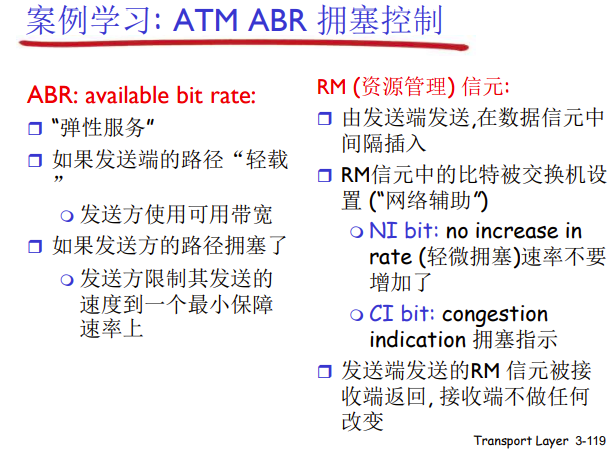 案例学习: ATM ABR 拥塞控制
ABR: available bit rate:
“弹性服务”
如果发送端的路径“轻载
”
发送方使用可用带宽
如果发送方的路径拥塞了
发送方限制其发送的
速度到一个最小保障
速率上
RM (资源管理) 信元:
由发送端发送,在数据信元中
间隔插入
RM信元中的比特被交换机设
置 (“网络辅助”)
NI bit: no increase in
rate (轻微拥塞)速率不要
增加了
CI bit: congestion
indication 拥塞指示
发送端发送的RM 信元被接
收端返回, 接收端不做任何
改变
Transport Layer 3-119